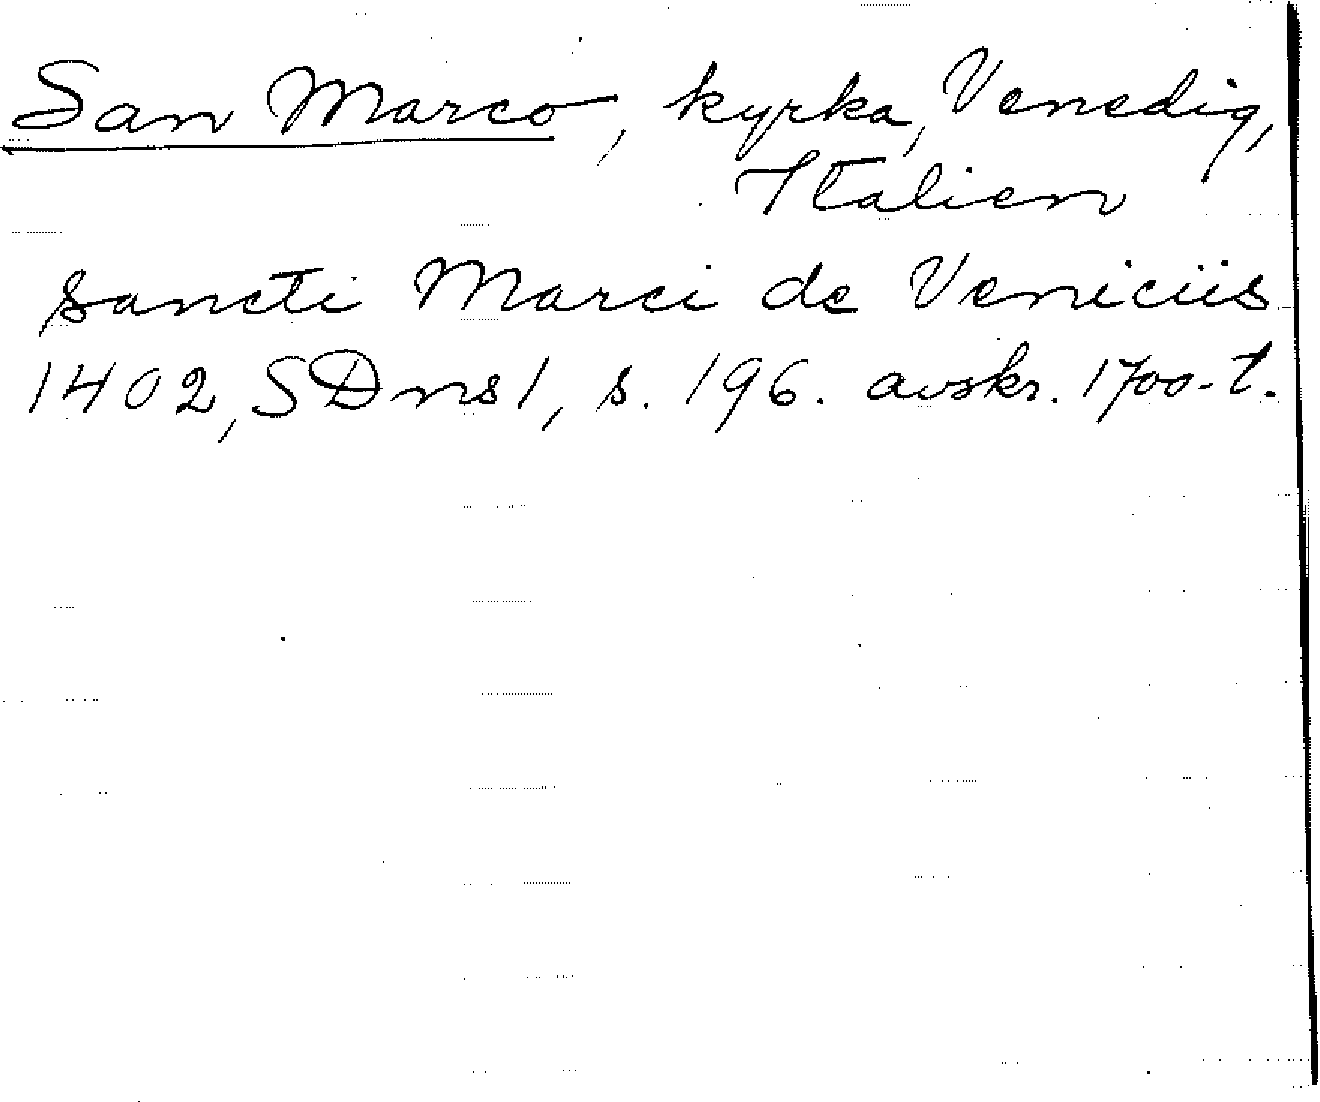 San Marco, kyrka, Venedig,
Italien
sancti Marci de Veniciis
1402, SDns1, s. 196. avskr. 1700-t.